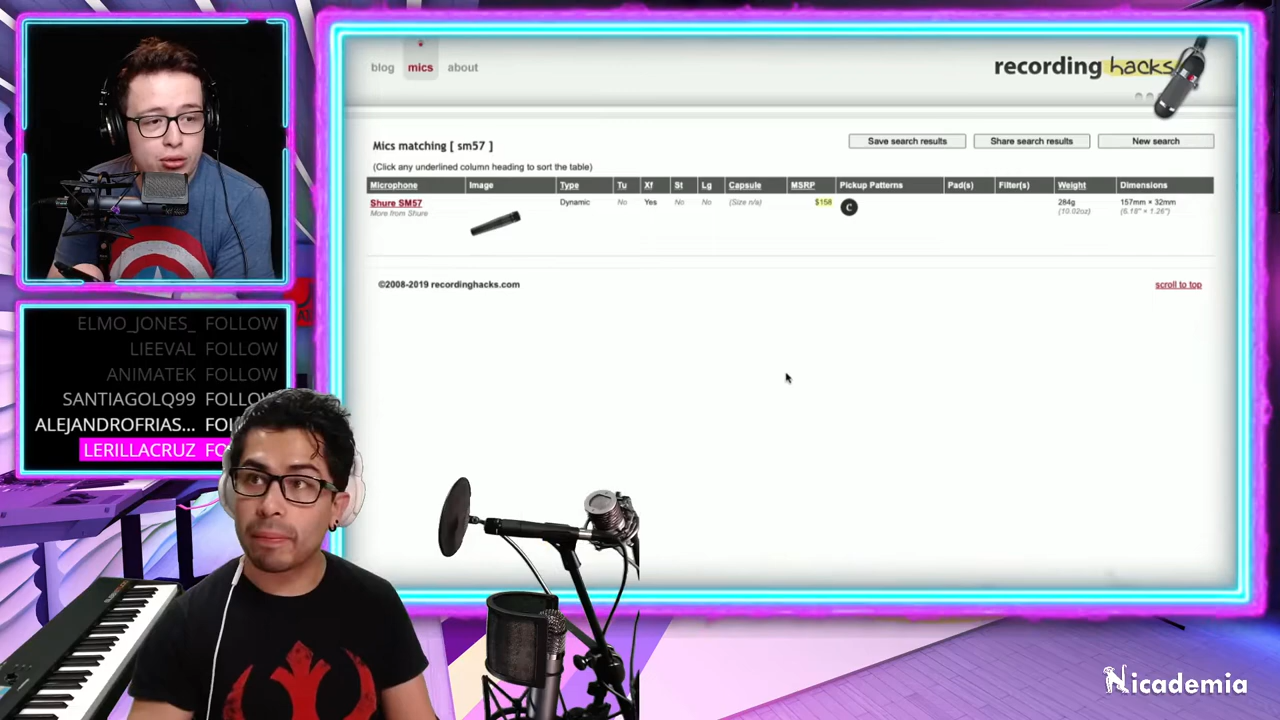 blog mics about
recording hacks
Mics matching [ sm57 ]
Save search results Share search results New search
(Click any underlined column heading to sort the table)
Microphone Image Type Tu Xf St Lg Capsule MSRP Pickup Patterns Pad(s) Filter(s) Weight Dimensions
Shure SM57 Dynamic No Yes No No (Size n/a) $158 C 284g 157mm × 32mm
More from Shure (10.02oz) (6.18" × 1.26")
©2008-2019 recordinghacks.com scroll to top
ELMO_JONES_ FOLLOW
LIEEVAL FOLLOW
ANIMATEK FOLLOW
SANTIAGOLQ99 FOLLOW
ALEJANDROFRIAS...
LERILLACRUZ
Nicademia